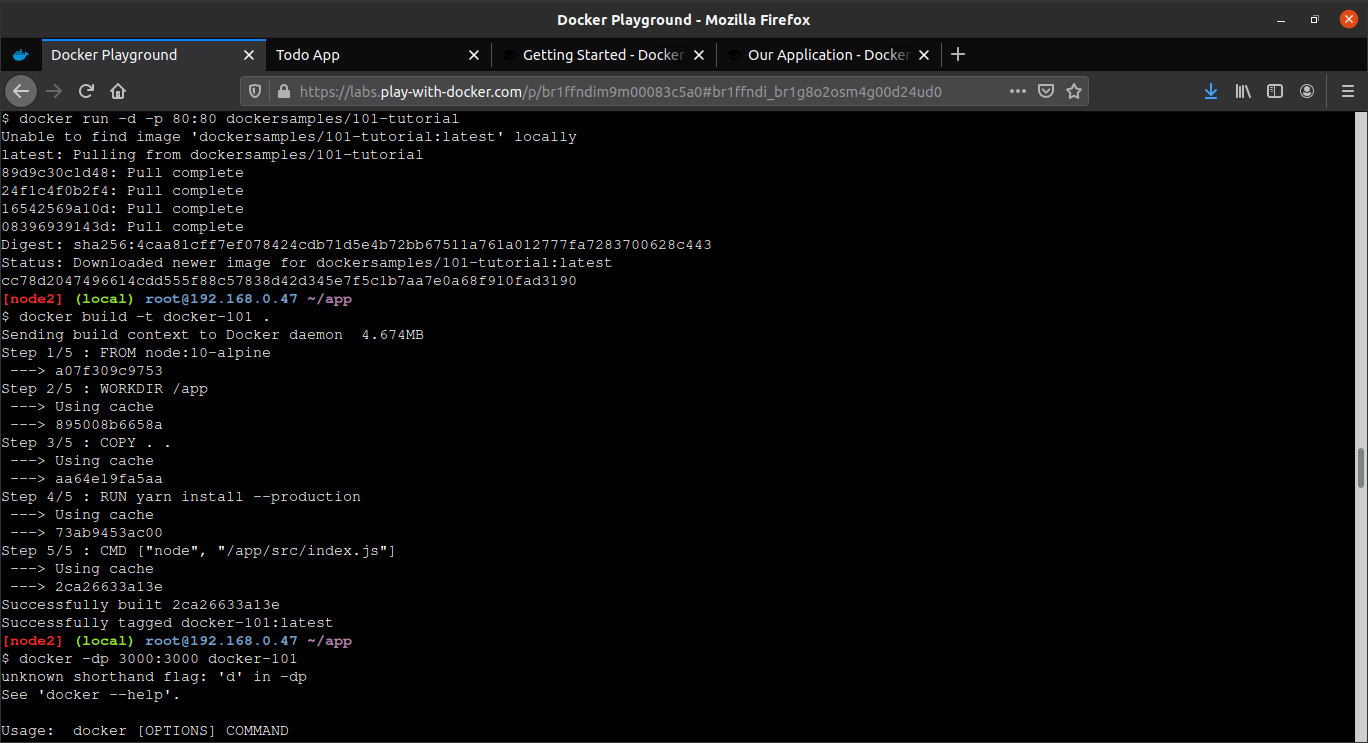 Docker Playground - Mozilla Firefox
Docker Playground
Todo App
Getting Started - Docker
Our Application - Docker
https://labs.play-with-docker.com/p/br1ffndim9m00083c5a0#br1ffndi_br1g8o2osm4g00d24ud0
$ docker run -d -p 80:80 dockersamples/101-tutorial
Unable to find image 'dockersamples/101-tutorial:latest' locally
latest: Pulling from dockersamples/101-tutorial
89d9c30c1d48: Pull complete
24f1c4f0b2f4: Pull complete
16542569a10d: Pull complete
08396939143d: Pull complete
Digest: sha256:4caa81cff7ef078424cdb71d5e4b72bb67511a761a012777fa7283700628c443
Status: Downloaded newer image for dockersamples/101-tutorial:latest
cc78d2047496614cdd555f88c57838d42d345e7f5c1b7aa7e0a68f910fad3190
[node2] (local) root@192.168.0.47 ~/app
$ docker build -t docker-101 .
Sending build context to Docker daemon  4.674MB
Step 1/5 : FROM node:10-alpine
 ---> a07f309c9753
Step 2/5 : WORKDIR /app
 ---> Using cache
 ---> 895008b6658a
Step 3/5 : COPY . .
 ---> Using cache
 ---> aa64e19fa5aa
Step 4/5 : RUN yarn install --production
 ---> Using cache
 ---> 73ab9453ac00
Step 5/5 : CMD ["node", "/app/src/index.js"]
 ---> Using cache
 ---> 2ca26633a13e
Successfully built 2ca26633a13e
Successfully tagged docker-101:latest
[node2] (local) root@192.168.0.47 ~/app
$ docker -dp 3000:3000 docker-101
unknown shorthand flag: 'd' in -dp
See 'docker --help'.
Usage:  docker [OPTIONS] COMMAND